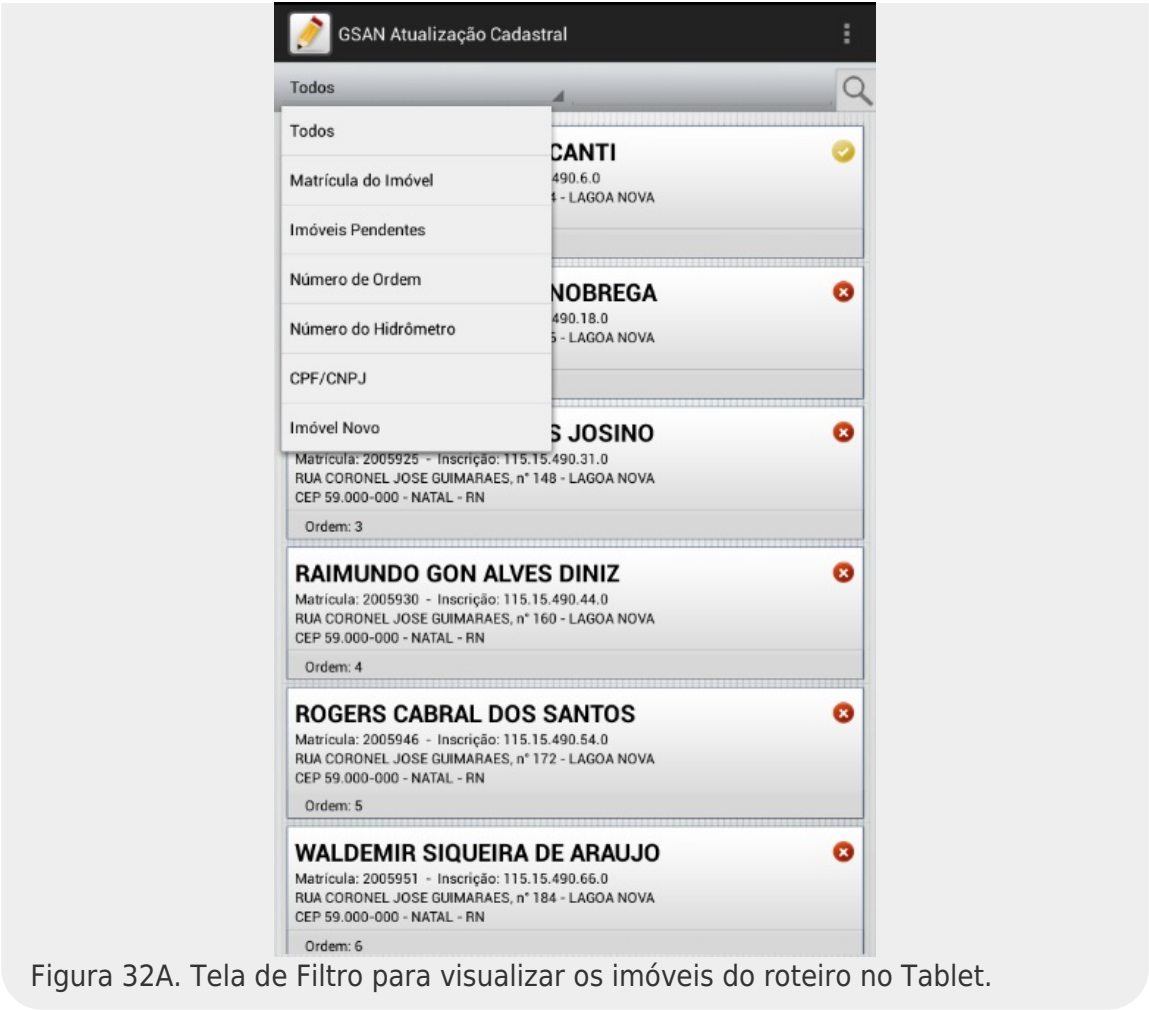 GSAN Atualização Cadastral
Todos
Todos
Matrícula do Imóvel
Imóveis Pendentes
Número de Ordem
Número do Hidrômetro
CPF/CNPJ
Imóvel Novo
CANTI
490.6.0
- LAGOA NOVA
NOBREGA
490.18.0
- LAGOA NOVA
S JOSINO
Matrícula: 2005925 - Inscrição: 115.15.490.31.0
RUA CORONEL JOSE GUIMARAES, n° 148 - LAGOA NOVA
CEP 59.000-000 - NATAL - RN
Ordem: 3
RAIMUNDO GON ALVES DINIZ
Matrícula: 2005930 - Inscrição: 115.15.490.44.0
RUA CORONEL JOSE GUIMARAES, n° 160 - LAGOA NOVA
CEP 59.000-000 - NATAL - RN
Ordem: 4
ROGERS CABRAL DOS SANTOS
Matrícula: 2005946 - Inscrição: 115.15.490.54.0
RUA CORONEL JOSE GUIMARAES, n° 172 - LAGOA NOVA
CEP 59.000-000 - NATAL - RN
Ordem: 5
WALDEMIR SIQUEIRA DE ARAUJO
Matrícula: 2005951 - Inscrição: 115.15.490.66.0
RUA CORONEL JOSE GUIMARAES, n° 184 - LAGOA NOVA
CEP 59.000-000 - NATAL - RN
Ordem: 6
Figura 32A. Tela de Filtro para visualizar os imóveis do roteiro no Tablet.